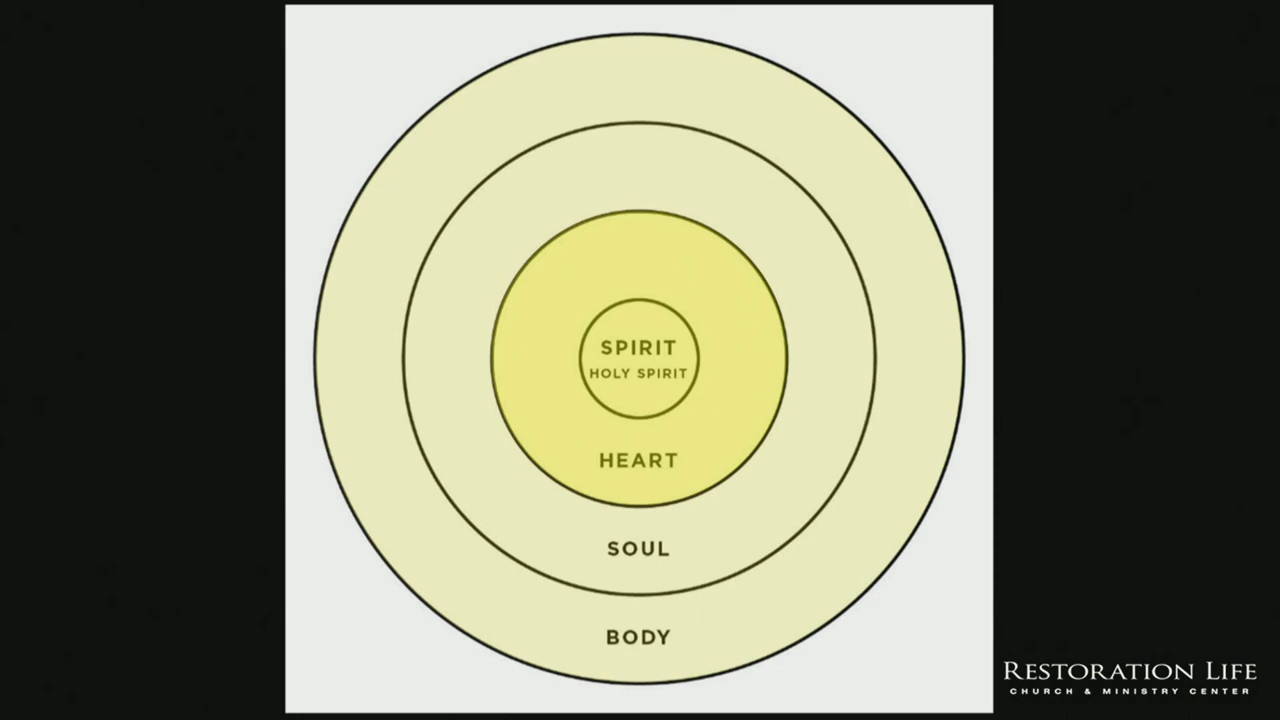 SPIRIT
HOLY SPIRIT
HEART
SOUL
BODY
RESTORATION LIFE
CHURCH & MINISTRY CENTER